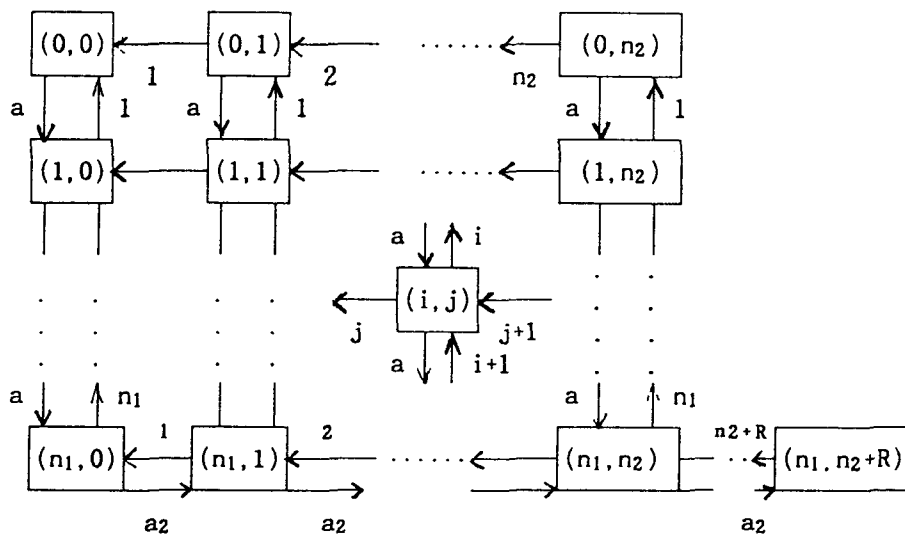 (0,0) (0,1) ...... (0,n₂)
1 2 n₂
a 1 a 1 a 1
(1,0) (1,1) ...... (1,n₂)
a i
(i,j)
j j+1
a i+1
a n₁ a n₁
1 2 n₂+R
(n₁,0) (n₁,1) ...... (n₁,n₂) ... (n₁,n₂+R)
a₂ a₂ a₂